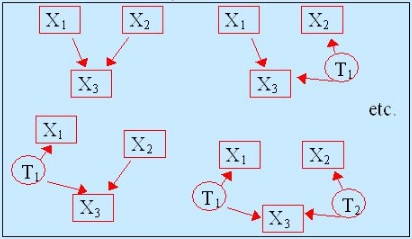 X₁ X₂ X₁ X₂
T₁
X₃ X₃
etc.
X₁ X₂ X₁ X₂
T₁ T₁ T₂
X₃ X₃